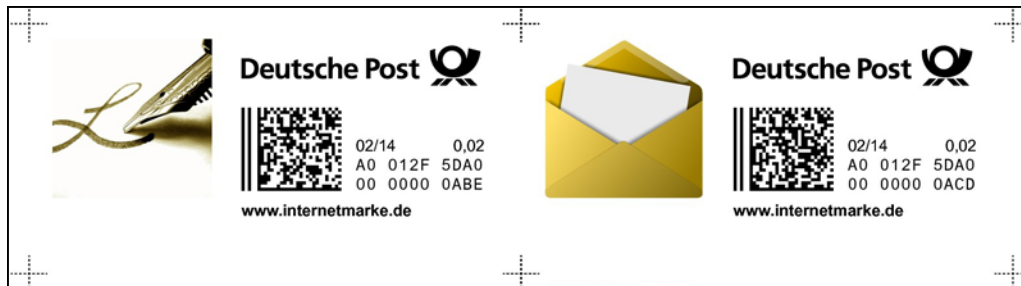 Deutsche Post
02/14 0,02
A0 012F 5DA0
00 0000 0ABE
www.internetmarke.de
Deutsche Post
02/14 0,02
A0 012F 5DA0
00 0000 0ACD
www.internetmarke.de